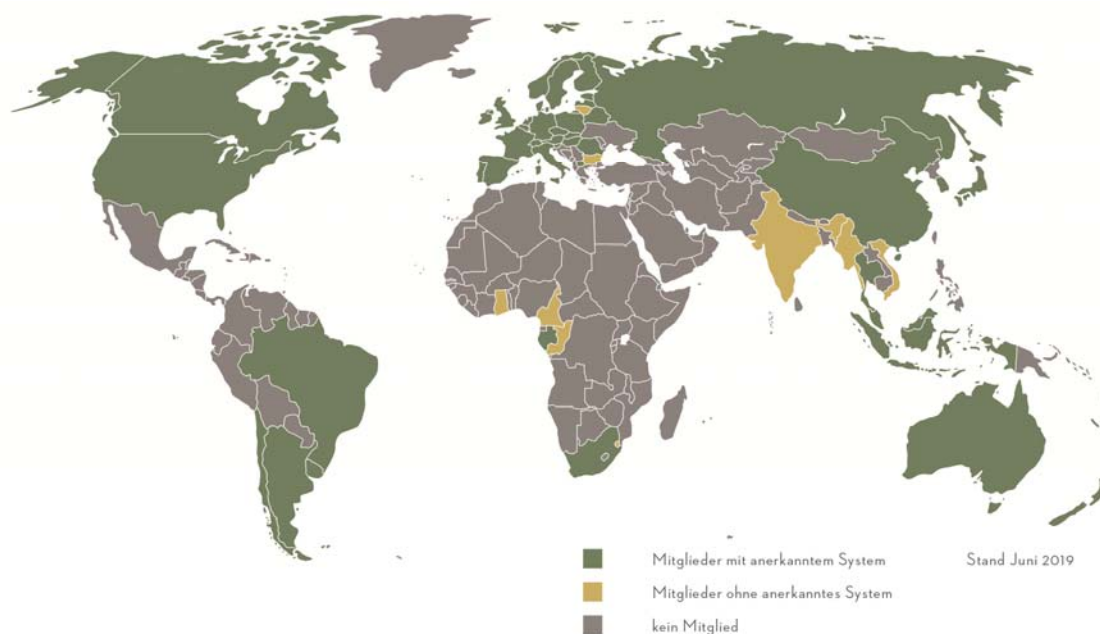 Mitglieder mit anerkanntem System
Stand Juni 2019
Mitglieder ohne anerkanntes System
kein Mitglied